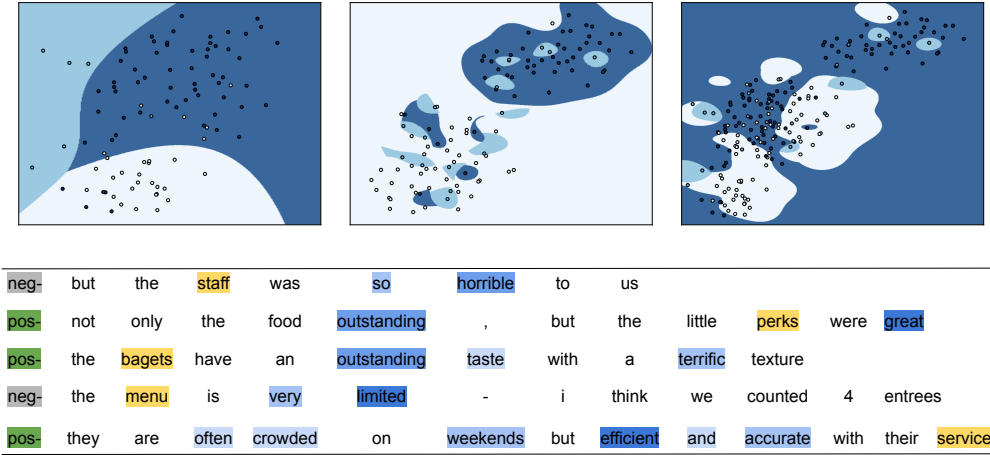 neg- but the staff was so horrible to us
pos- not only the food outstanding , but the little perks were great
pos- the bagets have an outstanding taste with a terrific texture
neg- the menu is very limited - i think we counted 4 entrees
pos- they are often crowded on weekends but efficient and accurate with their service